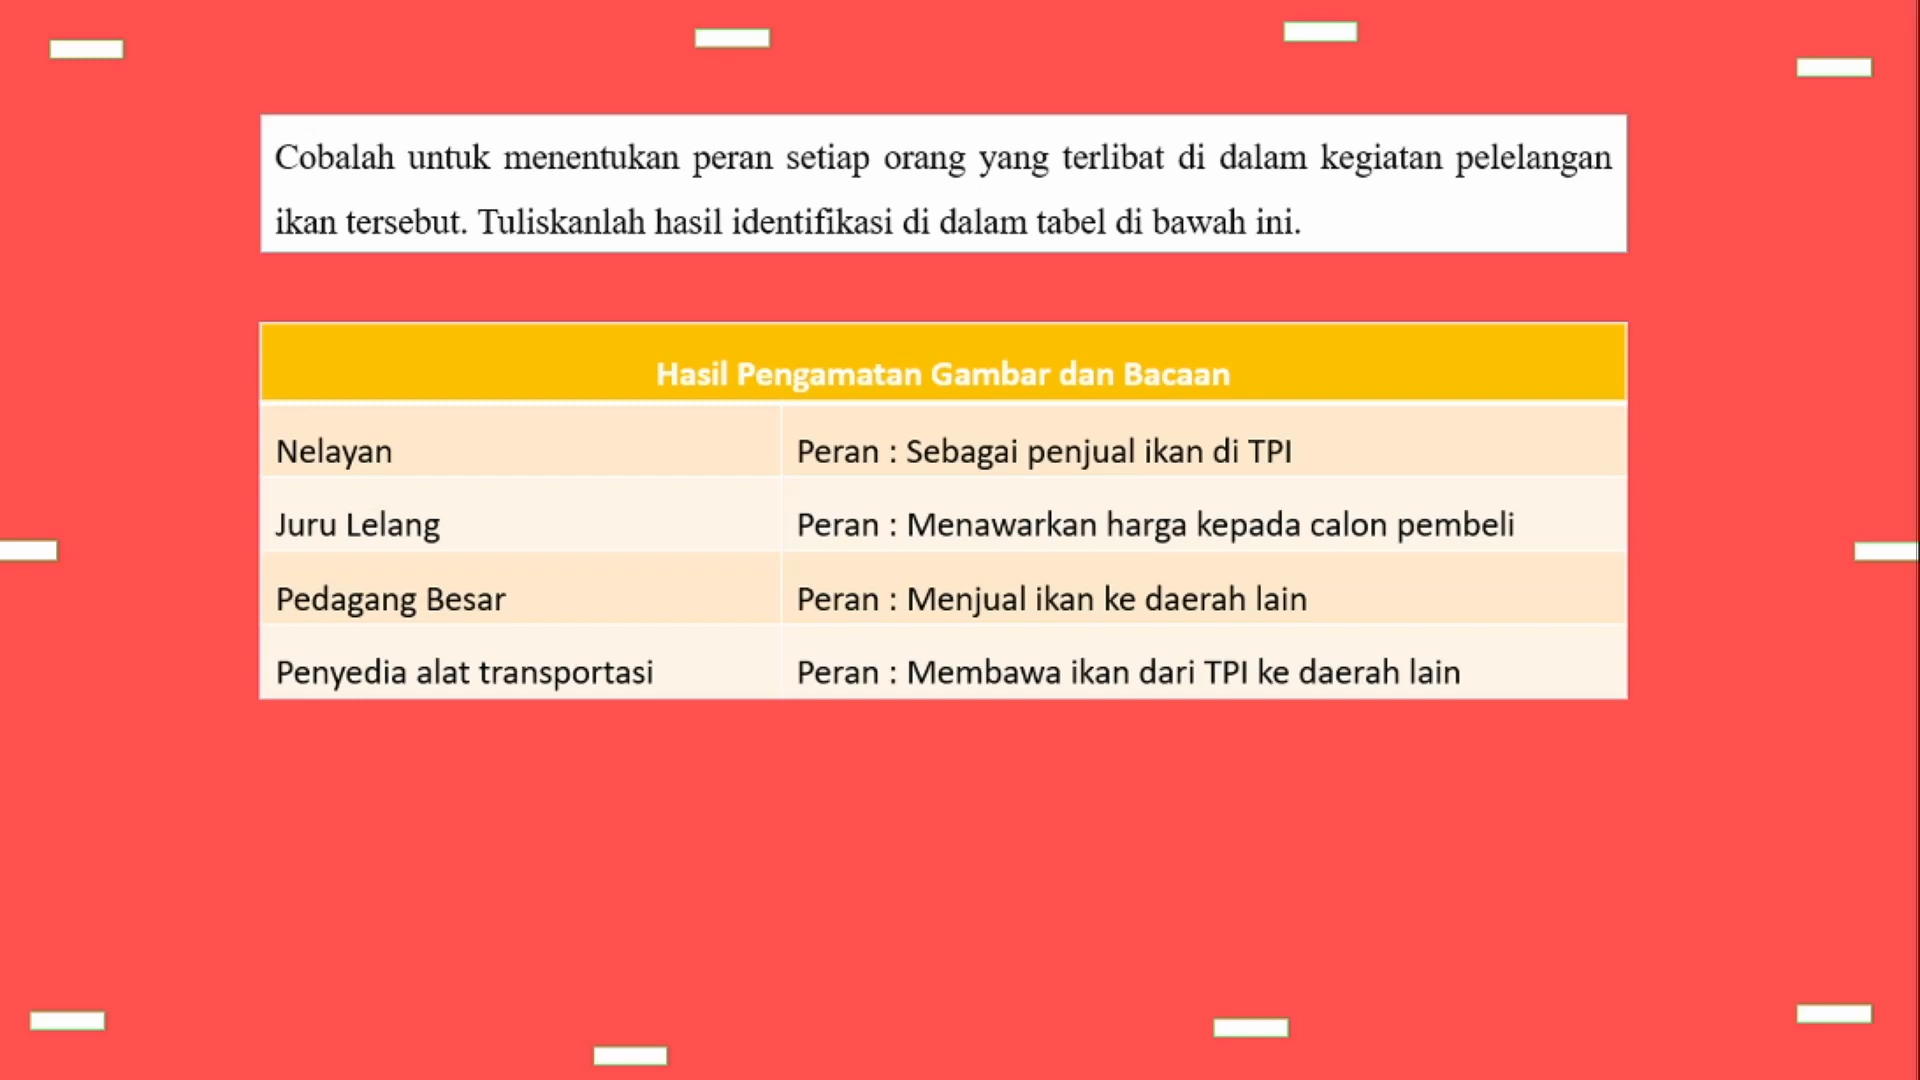 Cobalah untuk menentukan peran setiap orang yang terlibat di dalam kegiatan pelelangan
ikan tersebut. Tuliskanlah hasil identifikasi di dalam tabel di bawah ini.
Hasil Pengamatan Gambar dan Bacaan
Nelayan Peran : Sebagai penjual ikan di TPI
Juru Lelang Peran : Menawarkan harga kepada calon pembeli
Pedagang Besar Peran : Menjual ikan ke daerah lain
Penyedia alat transportasi Peran : Membawa ikan dari TPI ke daerah lain